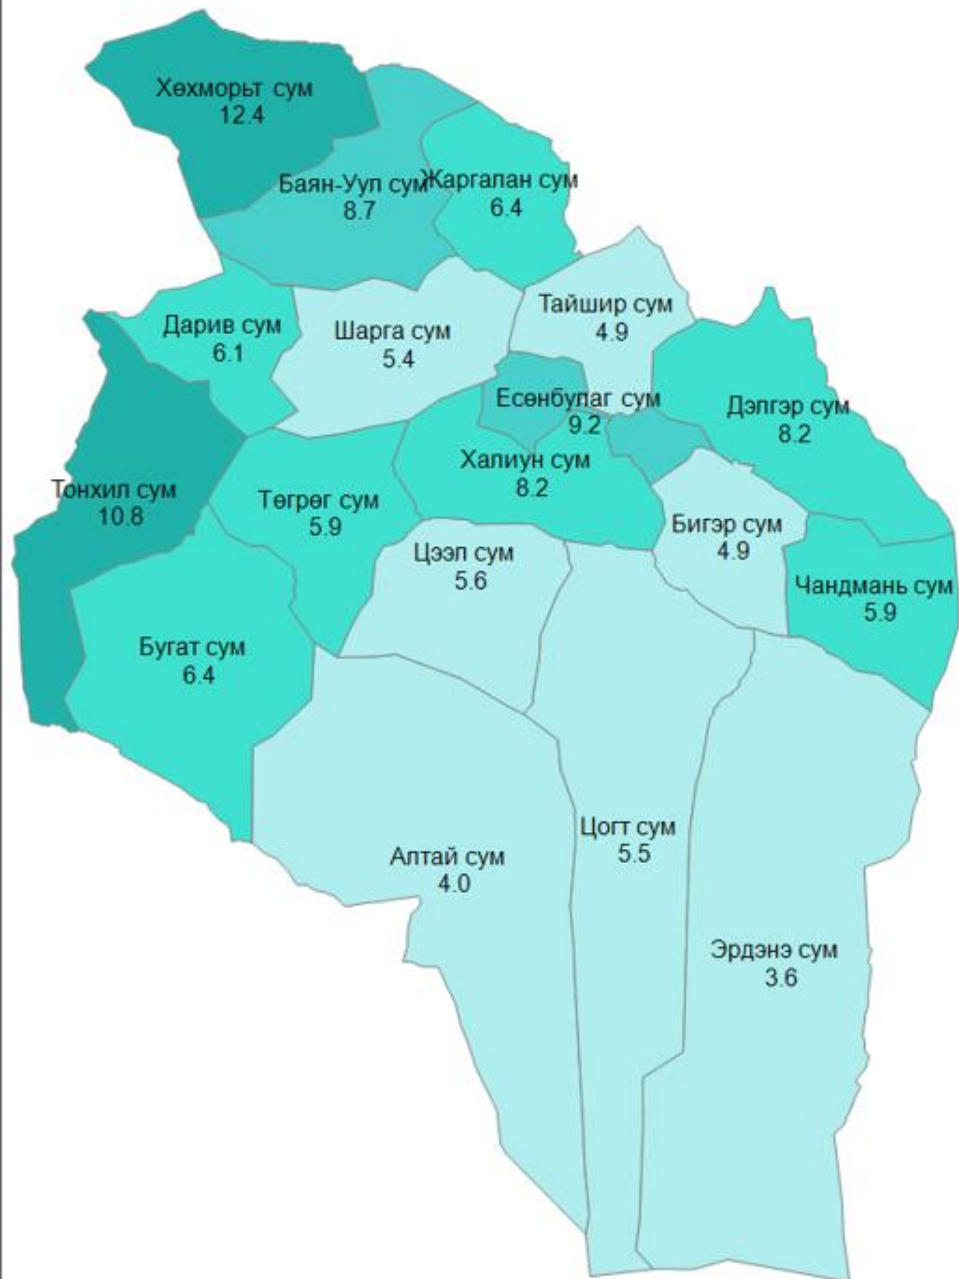 Хөхморьт сум
12.4
Баян-Уул сум
8.7
Жаргалан сум
6.4
Тайшир сум
4.9
Дарив сум
6.1
Шарга сум
5.4
Есөнбулаг сум
9.2
Дэлгэр сум
8.2
Халиун сум
8.2
Тонхил сум
10.8
Төгрөг сум
5.9
Бигэр сум
4.9
Цээл сум
5.6
Чандмань сум
5.9
Бугат сум
6.4
Цогт сум
5.5
Алтай сум
4.0
Эрдэнэ сум
3.6